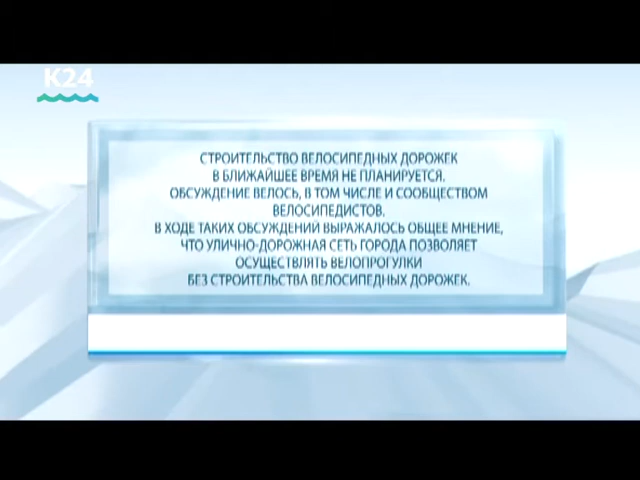 К24
СТРОИТЕЛЬСТВО ВЕЛОСИПЕДНЫХ ДОРОЖЕК
В БЛИЖАЙШЕЕ ВРЕМЯ НЕ ПЛАНИРУЕТСЯ.
ОБСУЖДЕНИЕ ВЕЛОСЬ, В ТОМ ЧИСЛЕ И СООБЩЕСТВОМ
ВЕЛОСИПЕДИСТОВ.
В ХОДЕ ТАКИХ ОБСУЖДЕНИЙ ВЫРАЖАЛОСЬ ОБЩЕЕ МНЕНИЕ,
ЧТО УЛИЧНО-ДОРОЖНАЯ СЕТЬ ГОРОДА ПОЗВОЛЯЕТ
ОСУЩЕСТВЛЯТЬ ВЕЛОПРОГУЛКИ
БЕЗ СТРОИТЕЛЬСТВА ВЕЛОСИПЕДНЫХ ДОРОЖЕК.